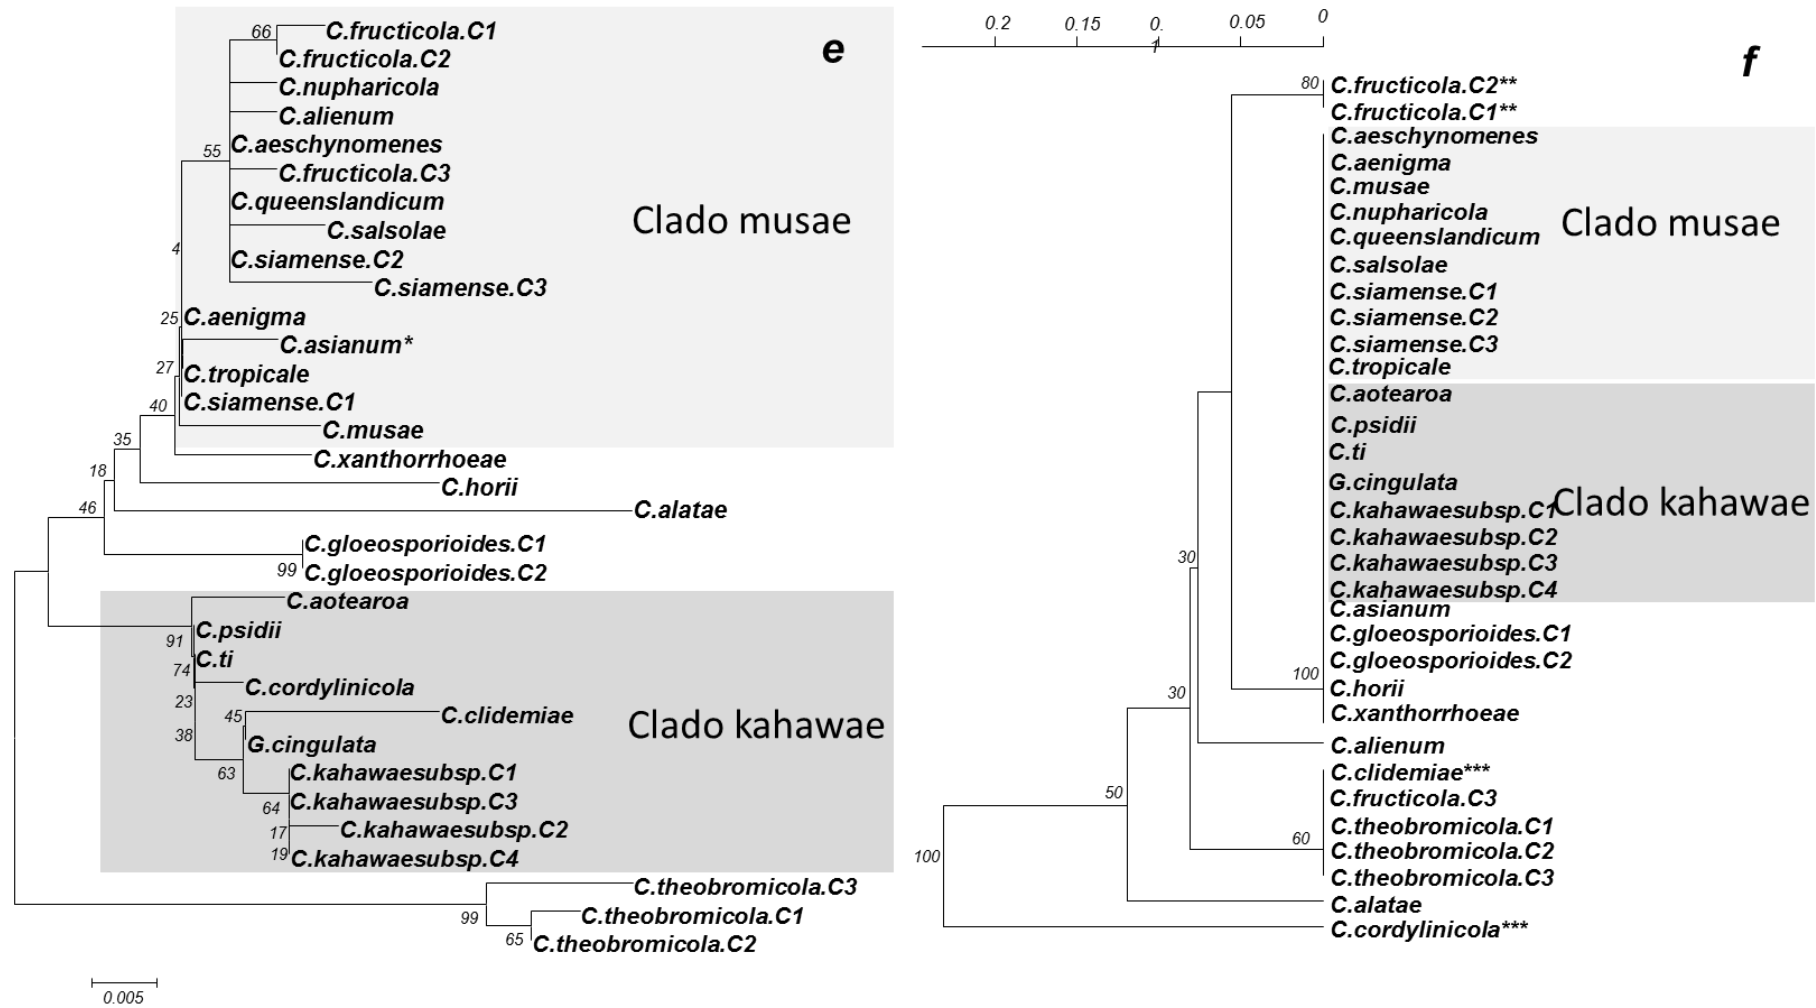 e
66
C.fructicola.C1
C.fructicola.C2
C.nupharicola
C.alienum
55
C.aeschynomenes
C.fructicola.C3
C.queenslandicum
Clado musae
C.salsolae
4
C.siamense.C2
C.siamense.C3
25
C.aenigma
C.asianum*
27
C.tropicale
40
C.siamense.C1
C.musae
35
C.xanthorrhoeae
18
C.horii
46
C.alatae
C.gloeosporioides.C1
99
C.gloeosporioides.C2
C.aotearoa
91
C.psidii
74
C.ti
23
C.cordylinicola
45
C.clidemiae
Clado kahawae
38
G.cingulata
63
C.kahawaesubsp.C1
64
C.kahawaesubsp.C3
17
C.kahawaesubsp.C2
19
C.kahawaesubsp.C4
C.theobromicola.C3
99
C.theobromicola.C1
65
C.theobromicola.C2
0.005
f
0.2 0.15 0.1 0.05 0
80
C.fructicola.C2**
C.fructicola.C1**
C.aeschynomenes
C.aenigma
C.musae
C.nupharicola
Clado musae
C.queenslandicum
C.salsolae
C.siamense.C1
C.siamense.C2
C.siamense.C3
C.tropicale
C.aotearoa
C.psidii
C.ti
G.cingulata
Clado kahawae
C.kahawaesubsp.C1
C.kahawaesubsp.C2
30
C.kahawaesubsp.C3
C.kahawaesubsp.C4
C.asianum
C.gloeosporioides.C1
C.gloeosporioides.C2
100
30
C.horii
C.xanthorrhoeae
C.alienum
C.clidemiae***
50
C.fructicola.C3
C.theobromicola.C1
60
C.theobromicola.C2
100
C.theobromicola.C3
C.alatae
C.cordylinicola***